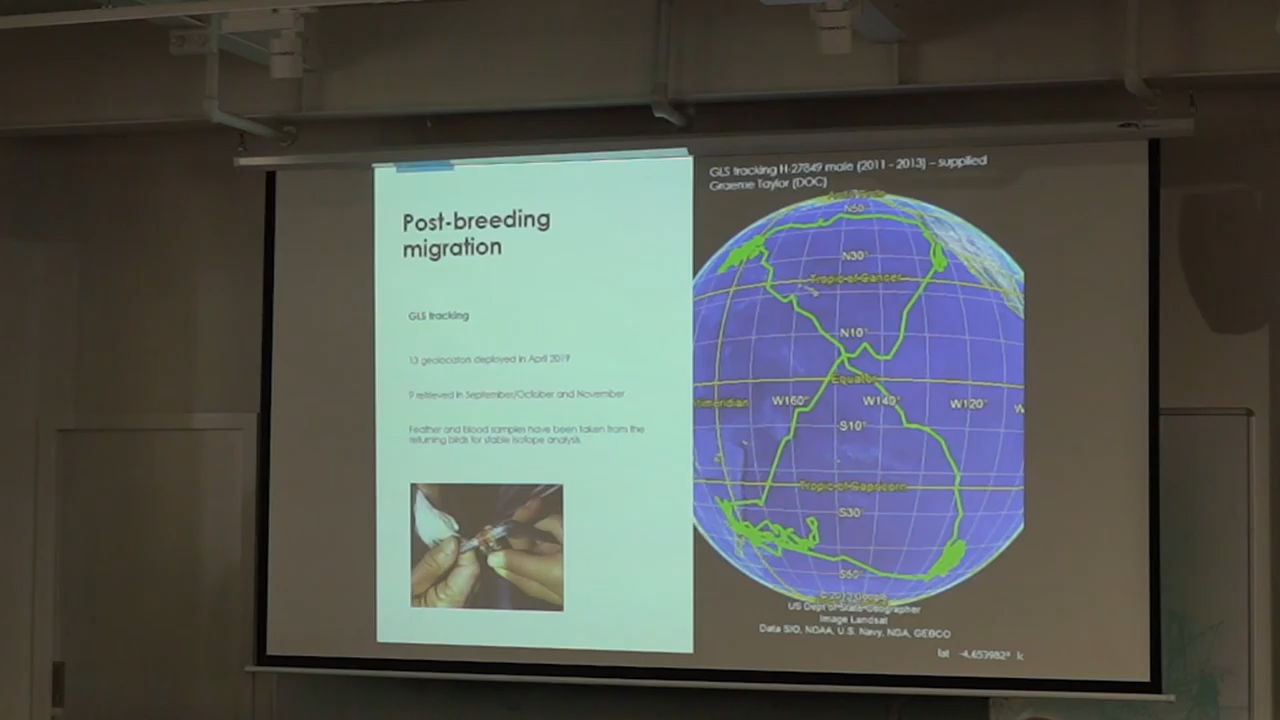 Post-breeding
migration
GLS tracking
13 geolocators deployed in April 2019
9 retrieved in September/October and November
Feather and blood samples have been taken from the
returning birds for stable isotope analysis
GLS tracking H-27849 male (2011 - 2013) – supplied
Graeme Taylor (DOC)
N50°
N30°
Tropic of Cancer
N10°
Equator
W160° W140° W120° W
S10°
Tropic of Capricorn
S30°
S50°
© 2013 Google
US Dept of State Geographer
Image Landsat
Data SIO, NOAA, U.S. Navy, NGA, GEBCO
lat -4.653982°